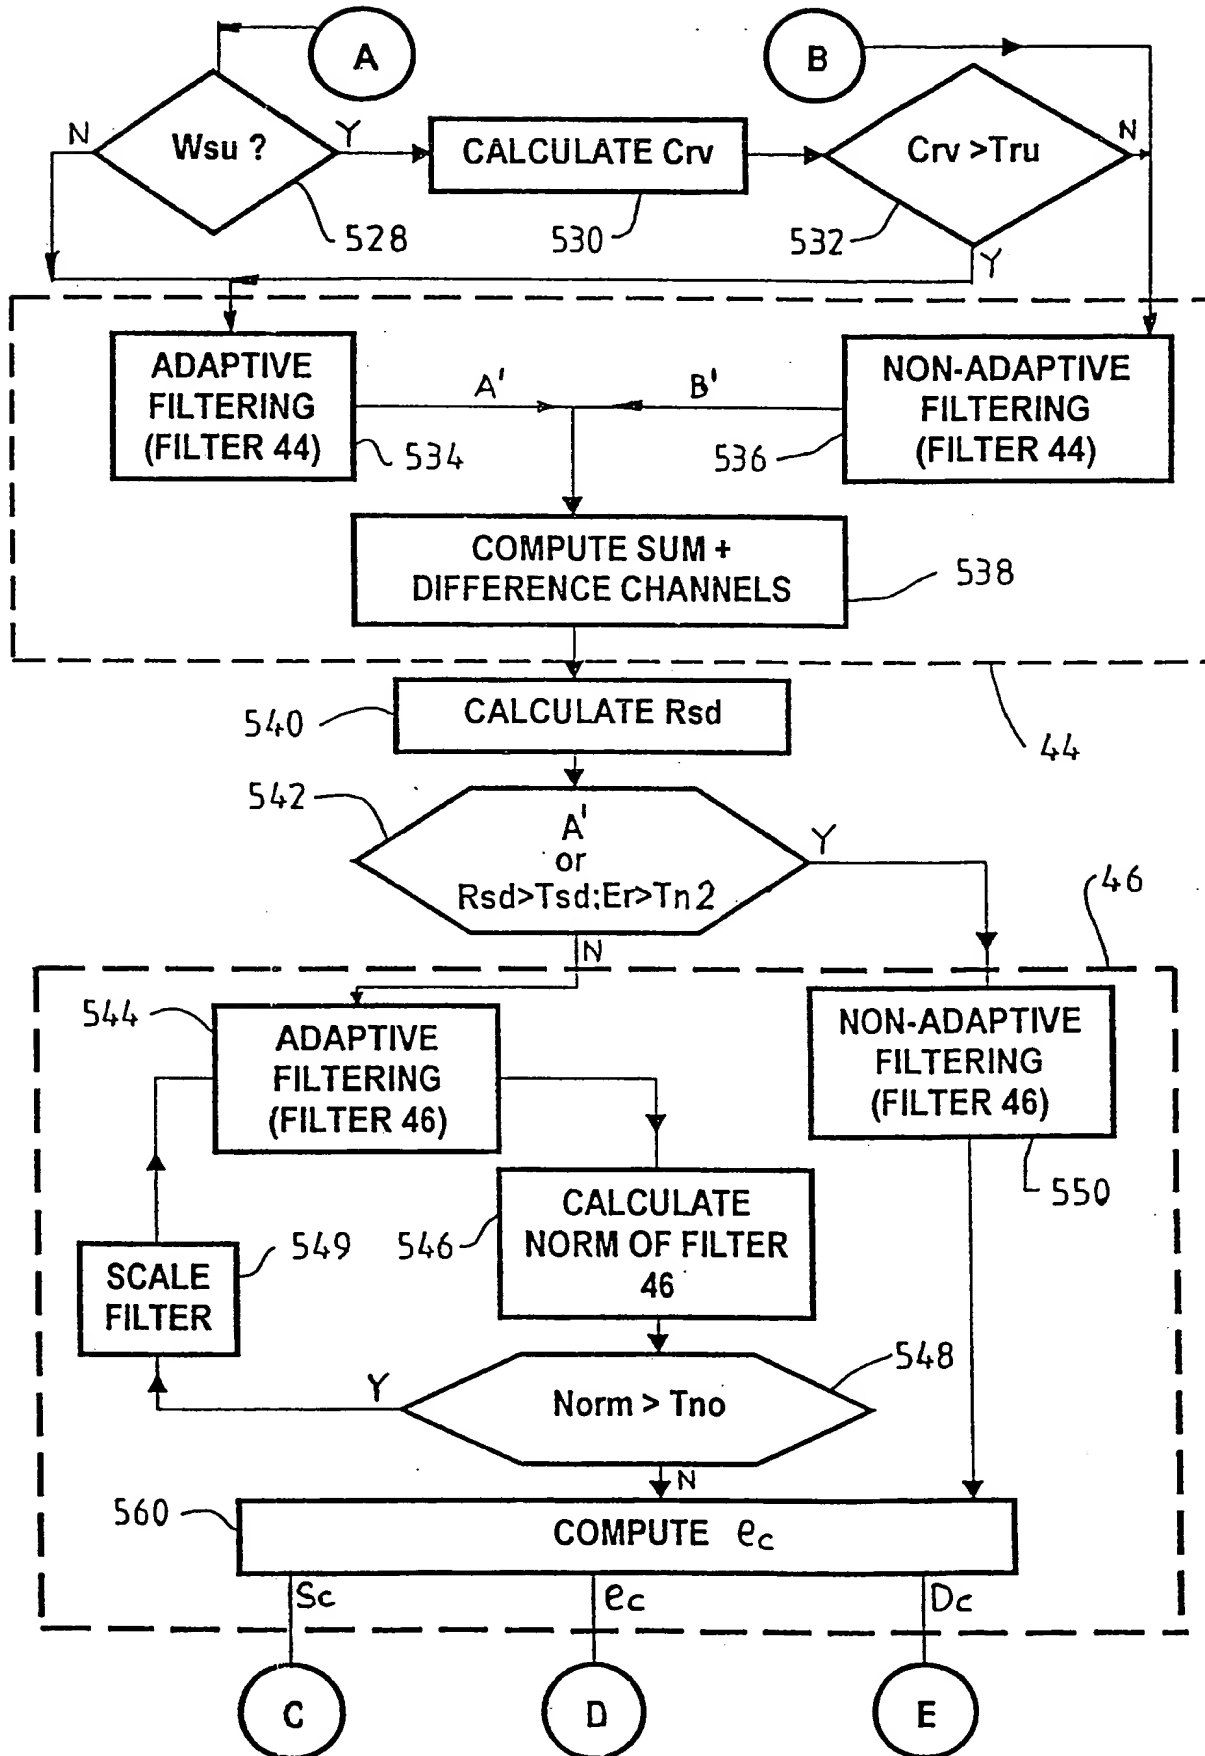 A
B
N
Wsu ?
Y
CALCULATE Crv
Crv >Tru
N
528
530
532
Y
ADAPTIVE
FILTERING
(FILTER 44)
A'
B'
NON-ADAPTIVE
FILTERING
(FILTER 44)
534
536
COMPUTE SUM +
DIFFERENCE CHANNELS
538
540
CALCULATE Rsd
44
542
A'
or
Rsd>Tsd;Er>Tn2
Y
46
N
544
ADAPTIVE
FILTERING
(FILTER 46)
NON-ADAPTIVE
FILTERING
(FILTER 46)
550
549
546
CALCULATE
NORM OF FILTER
46
SCALE
FILTER
548
Y
Norm > Tno
N
560
COMPUTE ec
Sc
ec
Dc
C
D
E